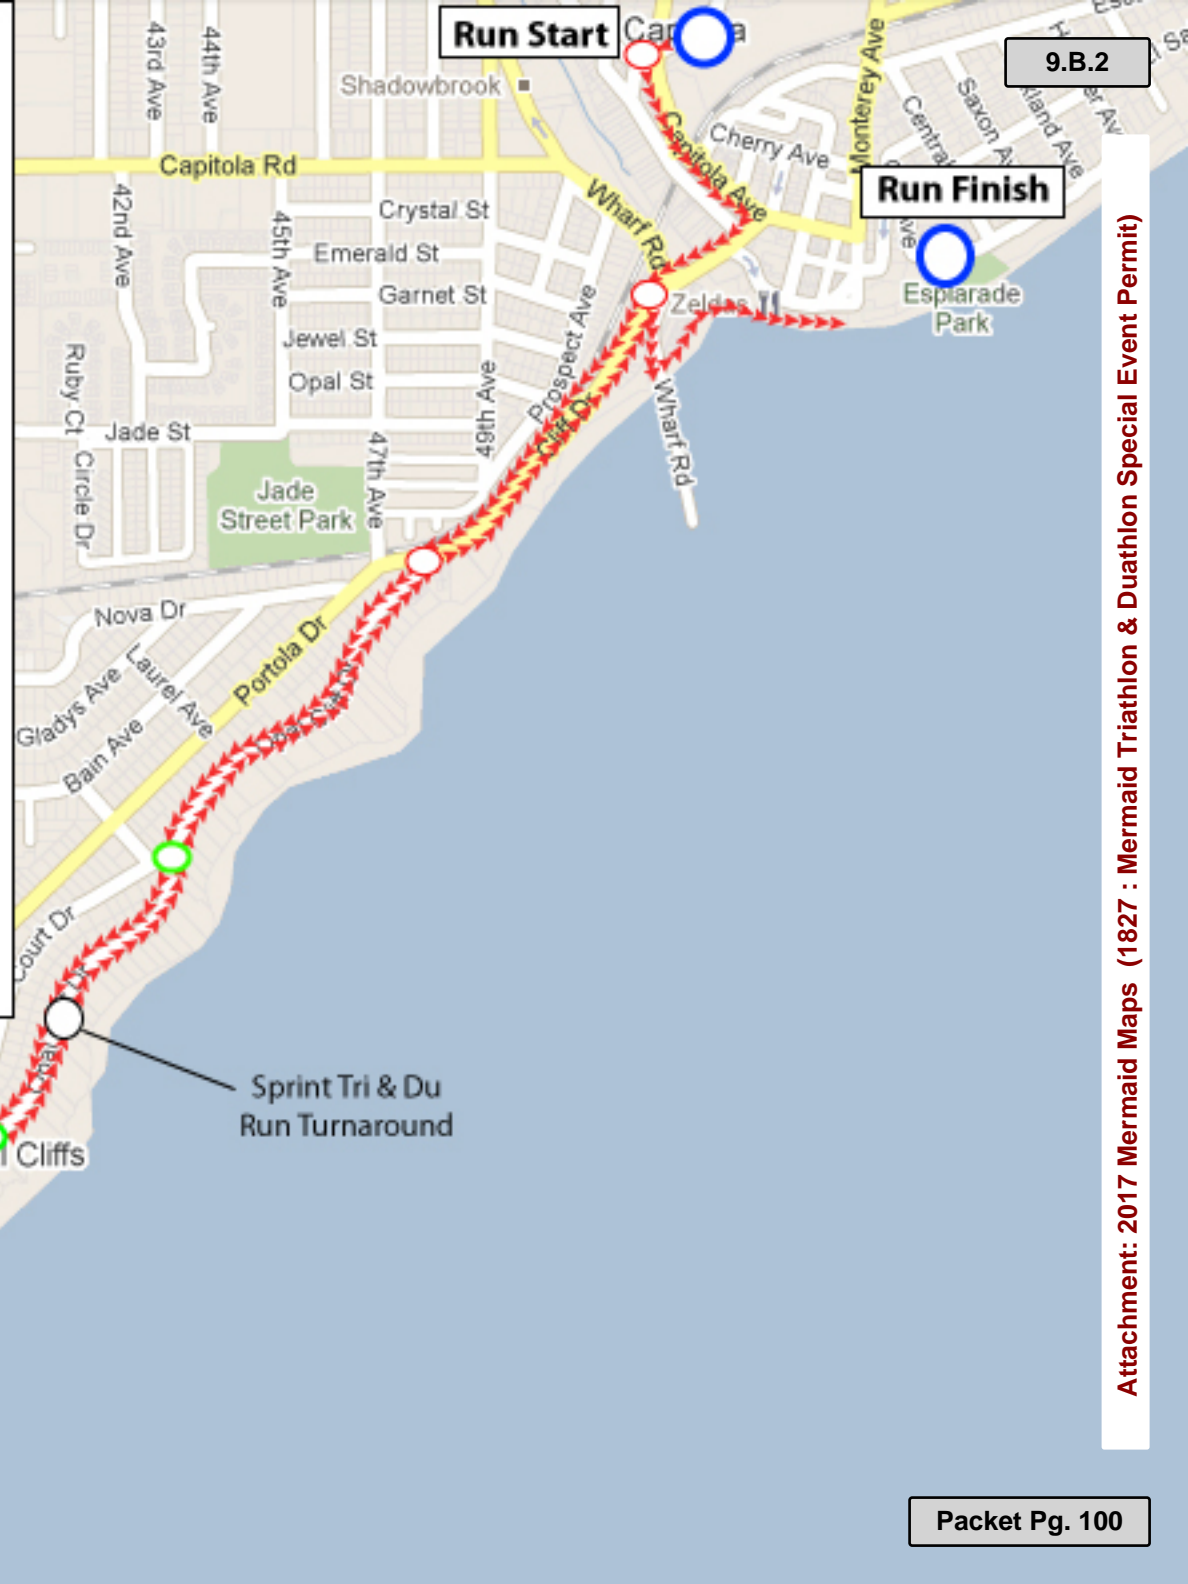 Run Start
9.B.2
43rd Ave
44th Ave
Shadowbrook
Monterey Ave
Cherry Ave
Capitola Ave
Central
Saxon Av
Capitola Rd
Run Finish
Wharf Rd
42nd Ave
45th Ave
Crystal St
Emerald St
Garnet St
Zeldas
Esplarade
Park
Jewel St
Opal St
Prospect Ave
Ruby Ct
49th Ave
Cliff Dr
Wharf Rd
Jade St
47th Ave
Circle Dr
Jade
Street Park
Nova Dr
Portola Dr
Laurel Ave
Gladys Ave
Bain Ave
Court Dr
Sprint Tri & Du
Run Turnaround
Cliffs
Attachment: 2017 Mermaid Maps (1827 : Mermaid Triathlon & Duathlon Special Event Permit)
Packet Pg. 100